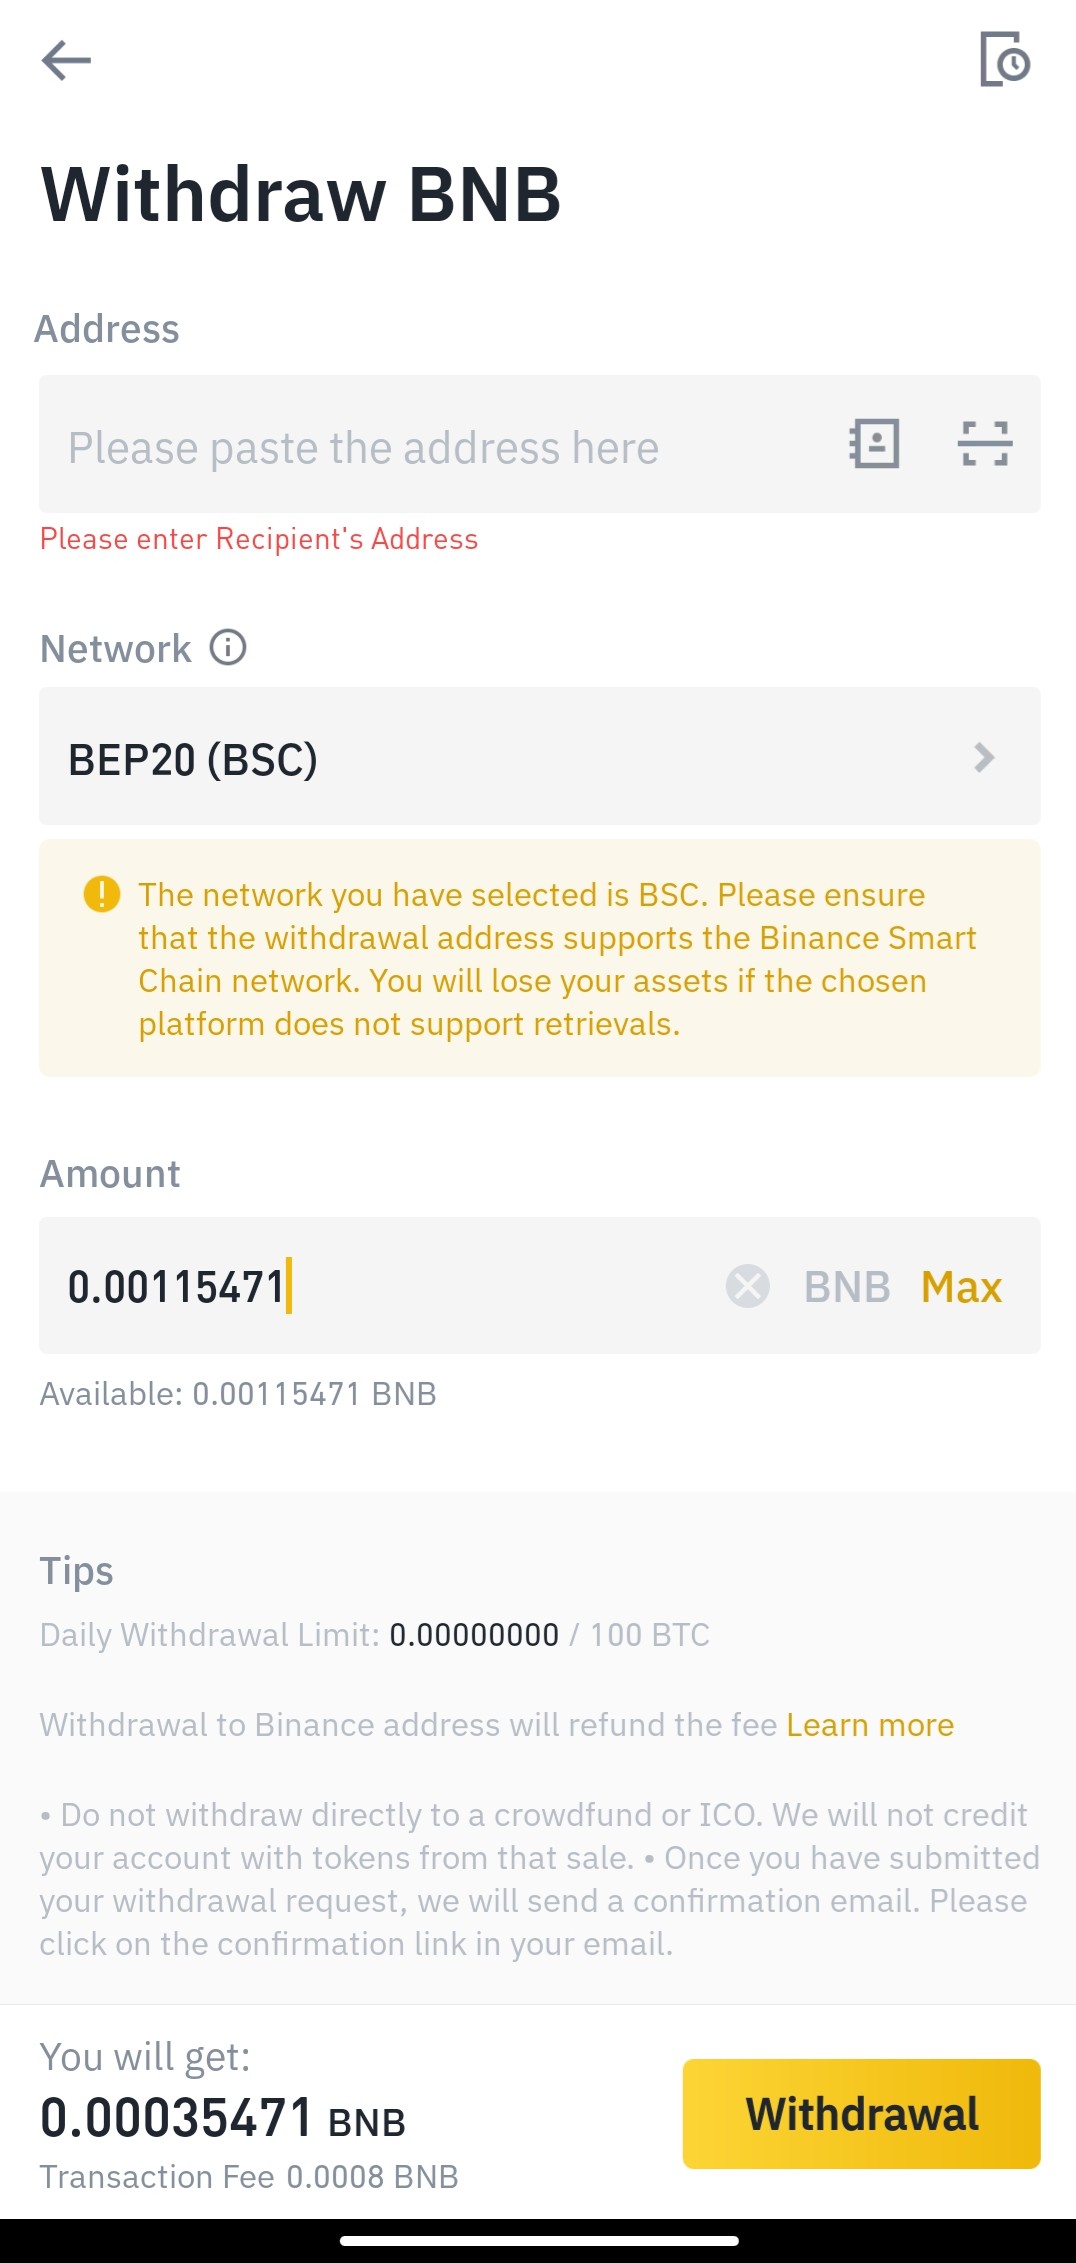 Withdraw BNB
Address
Please paste the address here
Please enter Recipient's Address
Network
BEP20 (BSC)
The network you have selected is BSC. Please ensure
that the withdrawal address supports the Binance Smart
Chain network. You will lose your assets if the chosen
platform does not support retrievals.
Amount
0.00115471 BNB Max
Available: 0.00115471 BNB
Tips
Daily Withdrawal Limit: 0.00000000 / 100 BTC
Withdrawal to Binance address will refund the fee Learn more
• Do not withdraw directly to a crowdfund or ICO. We will not credit
your account with tokens from that sale. • Once you have submitted
your withdrawal request, we will send a confirmation email. Please
click on the confirmation link in your email.
You will get:
0.00035471 BNB
Withdrawal
Transaction Fee 0.0008 BNB